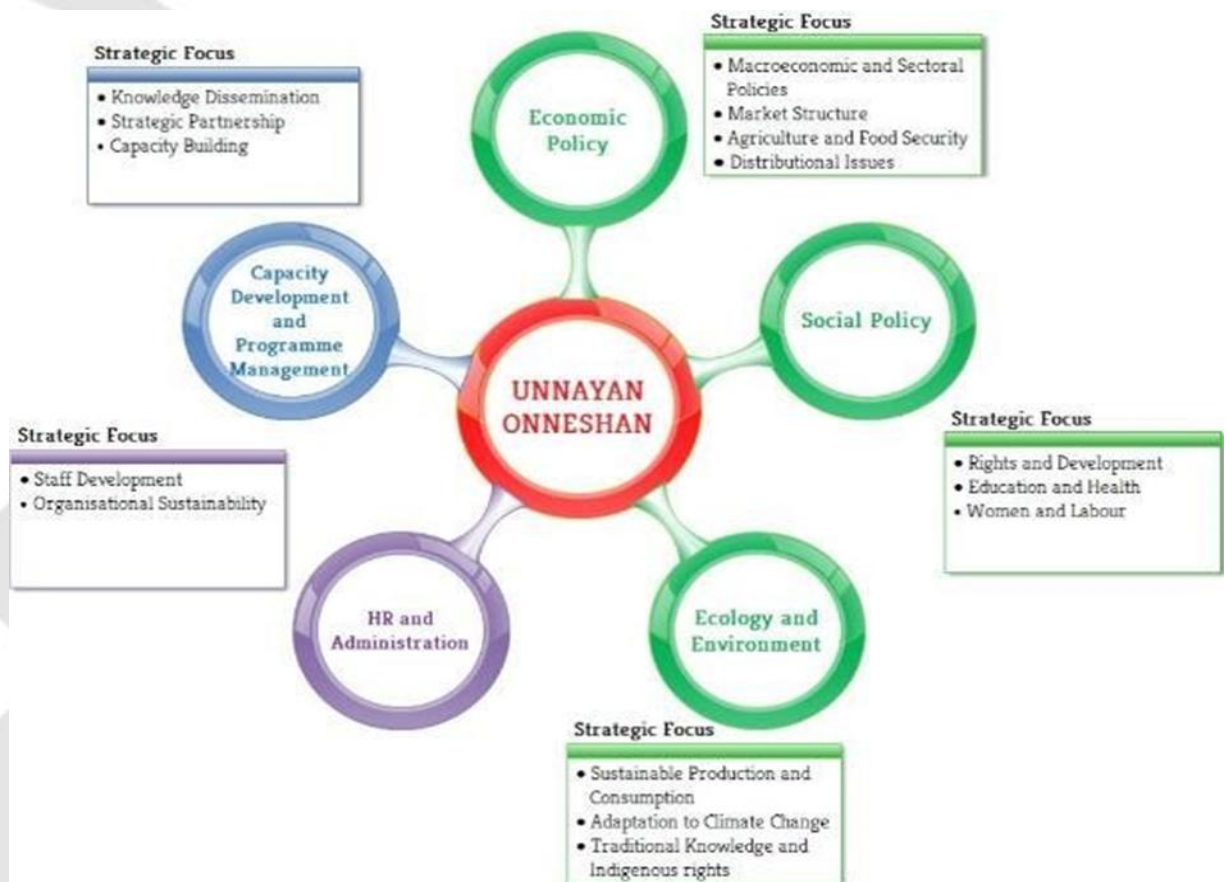 Strategic Focus
• Knowledge Dissemination
• Strategic Partnership
• Capacity Building
Economic
Policy
Strategic Focus
• Macroeconomic and Sectoral
Policies
• Market Structure
• Agriculture and Food Security
• Distributional Issues
Capacity
Development
and
Programme
Management
Social Policy
UNNAYAN
ONNESHAN
Strategic Focus
• Staff Development
• Organisational Sustainability
Strategic Focus
• Rights and Development
• Education and Health
• Women and Labour
HR and
Administration
Ecology and
Environment
Strategic Focus
• Sustainable Production and
Consumption
• Adaptation to Climate Change
• Traditional Knowledge and
Indigenous rights